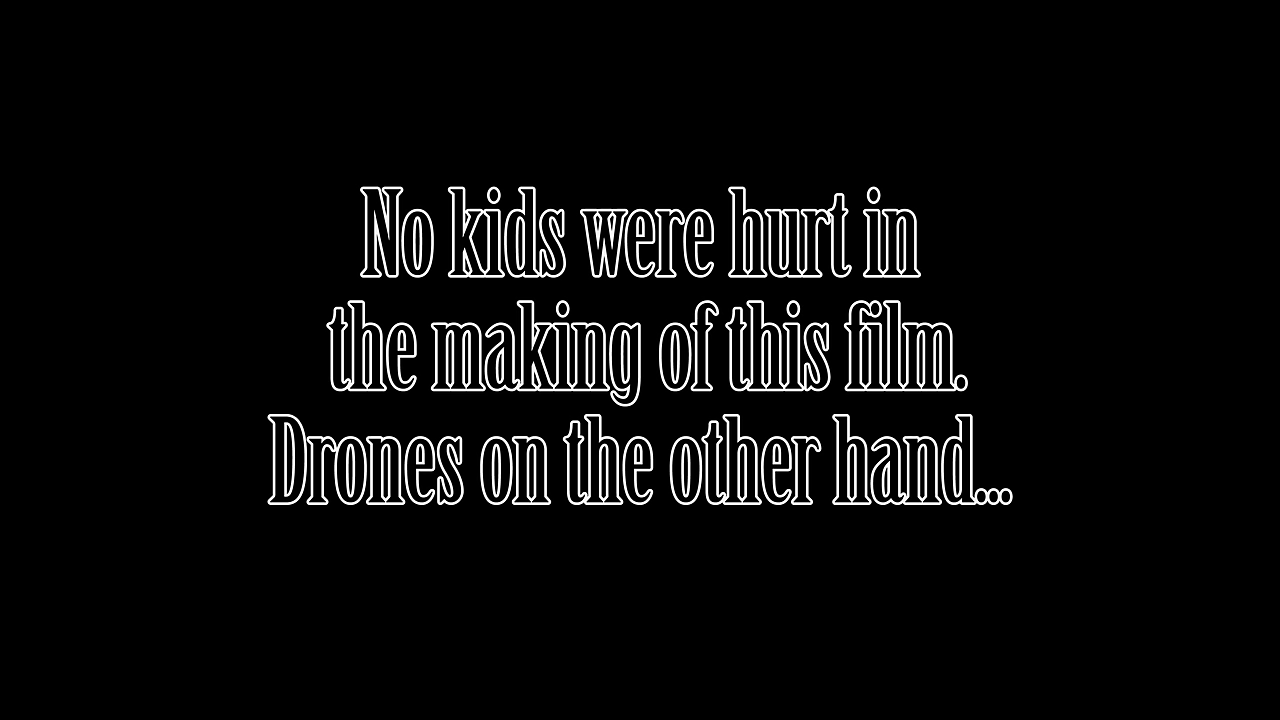 No kids were hurt in
the making of this film.
Drones on the other hand...